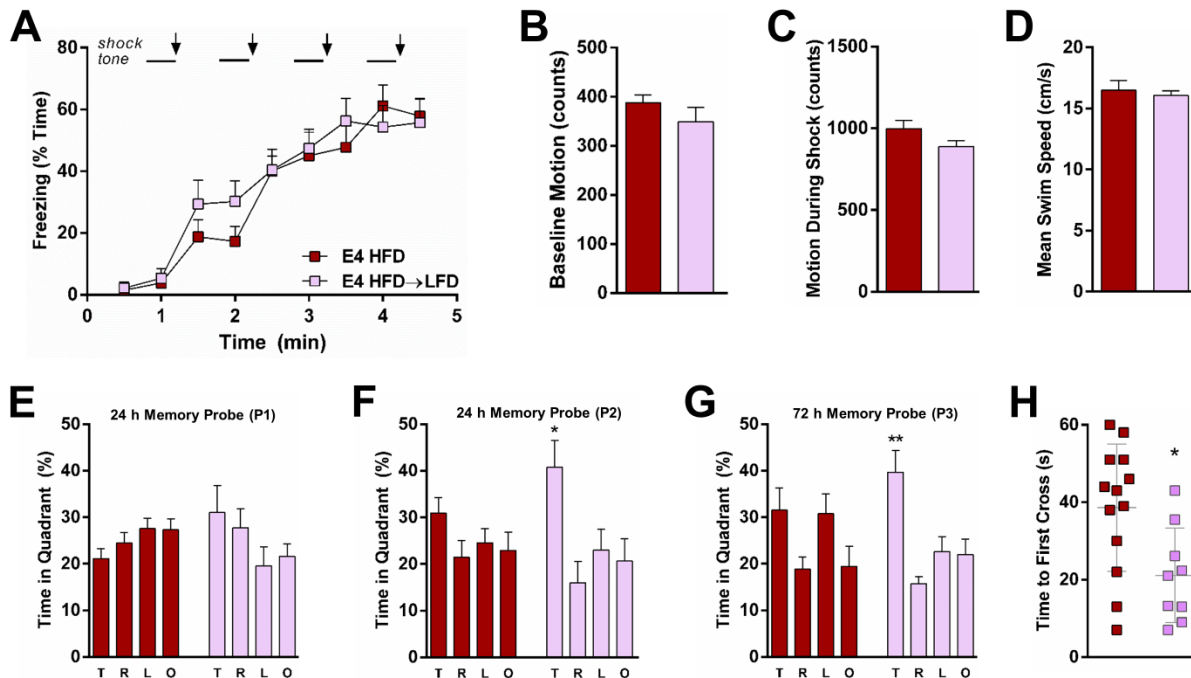 A
shock
tone
80
60
40
20
0
Freezing (% Time)
E4 HFD
E4 HFD→LFD
0 1 2 3 4 5
Time (min)
B
500
400
300
200
100
0
Baseline Motion (counts)
C
1500
1000
500
0
Motion During Shock (counts)
D
20
15
10
5
0
Mean Swim Speed (cm/s)
E
24 h Memory Probe (P1)
50
40
30
20
10
0
Time in Quadrant (%)
T R L O T R L O
F
24 h Memory Probe (P2)
50
40
30
20
10
0
Time in Quadrant (%)
*
T R L O T R L O
G
72 h Memory Probe (P3)
50
40
30
20
10
0
Time in Quadrant (%)
**
T R L O T R L O
H
60
40
20
0
Time to First Cross (s)
*